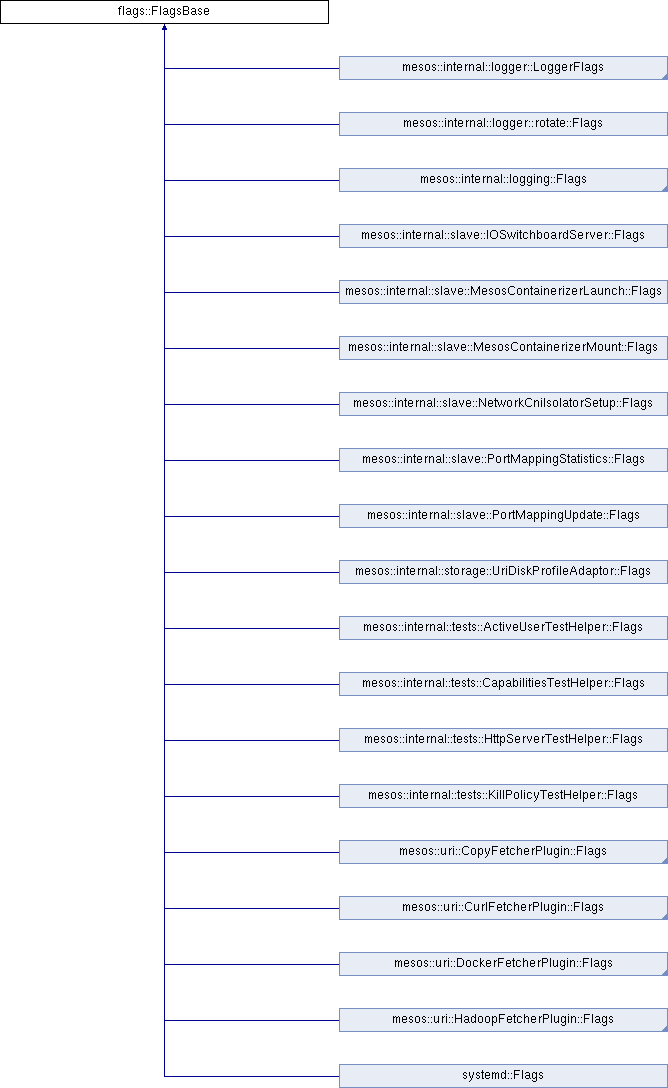 flags::FlagsBase
mesos::internal::logger::LoggerFlags
mesos::internal::logger::rotate::Flags
mesos::internal::logging::Flags
mesos::internal::slave::IOSwitchboardServer::Flags
mesos::internal::slave::MesosContainerizerLaunch::Flags
mesos::internal::slave::MesosContainerizerMount::Flags
mesos::internal::slave::NetworkCniIsolatorSetup::Flags
mesos::internal::slave::PortMappingStatistics::Flags
mesos::internal::slave::PortMappingUpdate::Flags
mesos::internal::storage::UriDiskProfileAdaptor::Flags
mesos::internal::tests::ActiveUserTestHelper::Flags
mesos::internal::tests::CapabilitiesTestHelper::Flags
mesos::internal::tests::HttpServerTestHelper::Flags
mesos::internal::tests::KillPolicyTestHelper::Flags
mesos::uri::CopyFetcherPlugin::Flags
mesos::uri::CurlFetcherPlugin::Flags
mesos::uri::DockerFetcherPlugin::Flags
mesos::uri::HadoopFetcherPlugin::Flags
systemd::Flags